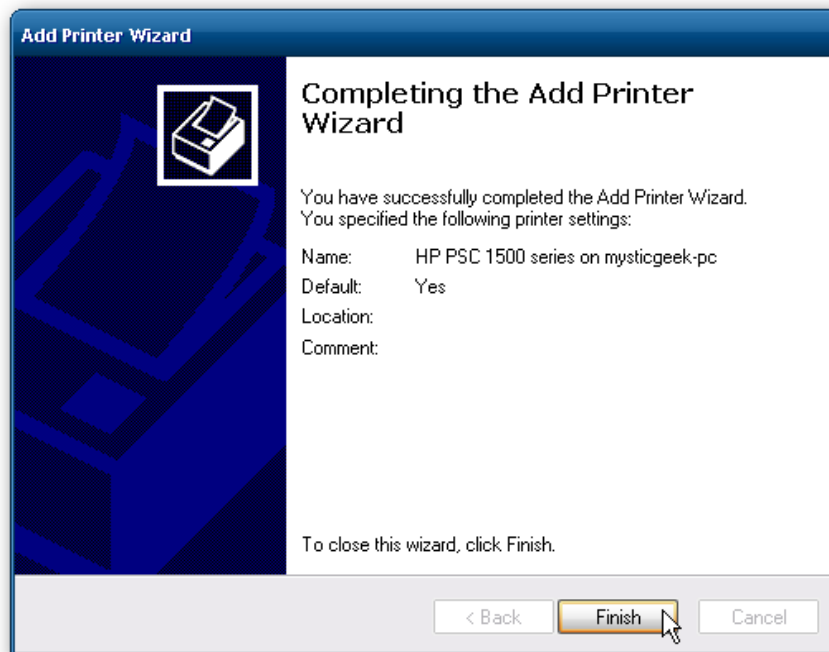 Add Printer Wizard
Completing the Add Printer
Wizard
You have successfully completed the Add Printer Wizard.
You specified the following printer settings:
Name: HP PSC 1500 series on mysticgeek-pc
Default: Yes
Location:
Comment:
To close this wizard, click Finish.
< Back Finish Cancel